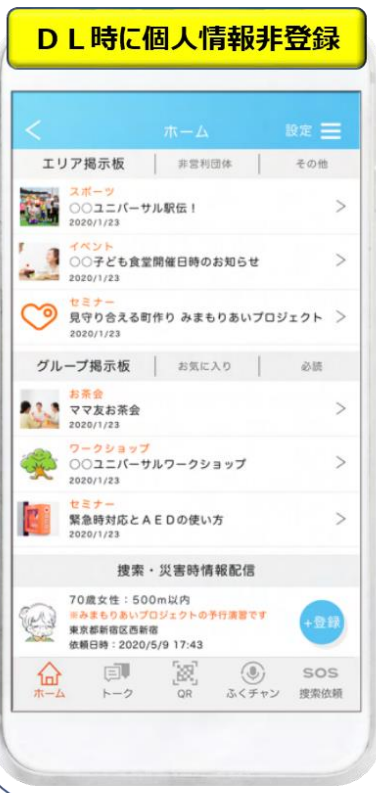 ＤＬ時に個人情報非登録
ホーム
設定
エリア掲示板 非営利団体 その他
スポーツ
○○ユニバーサル駅伝！
2020/1/23
イベント
○○子ども食堂開催日時のお知らせ
2020/1/23
セミナー
見守り合える町作り みまもりあいプロジェクト
2020/1/23
グループ掲示板 お気に入り 必読
お茶会
ママ友お茶会
2020/1/23
ワークショップ
○○ユニバーサルワークショップ
2020/1/23
セミナー
緊急時対応とＡＥＤの使い方
2020/1/23
捜索・災害時情報配信
70歳女性：500m以内
※みまもりあいプロジェクトの予行演習です
東京都新宿区西新宿
依頼日時：2020/5/9 17:43
+登録
ホーム トーク QR ふくチャン SOS 捜索依頼